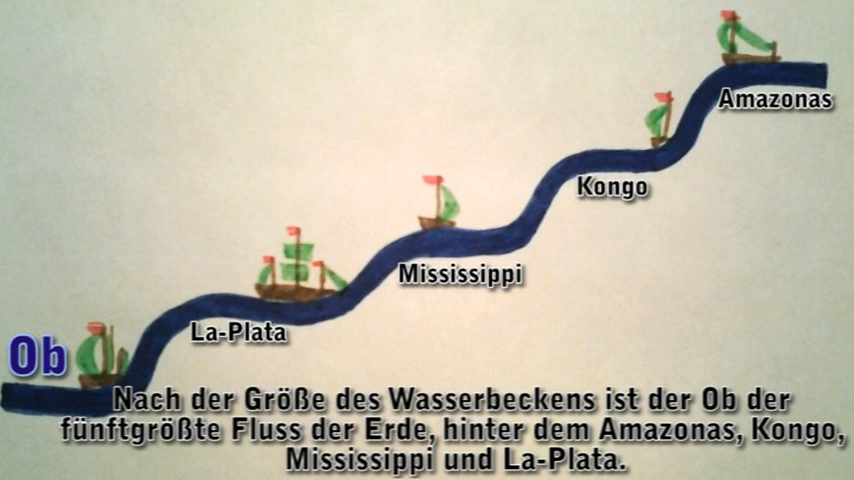 Amazonas
Kongo
Mississippi
La-Plata
Ob
Nach der Größe des Wasserbeckens ist der Ob der
fünftgrößte Fluss der Erde, hinter dem Amazonas, Kongo,
Mississippi und La-Plata.